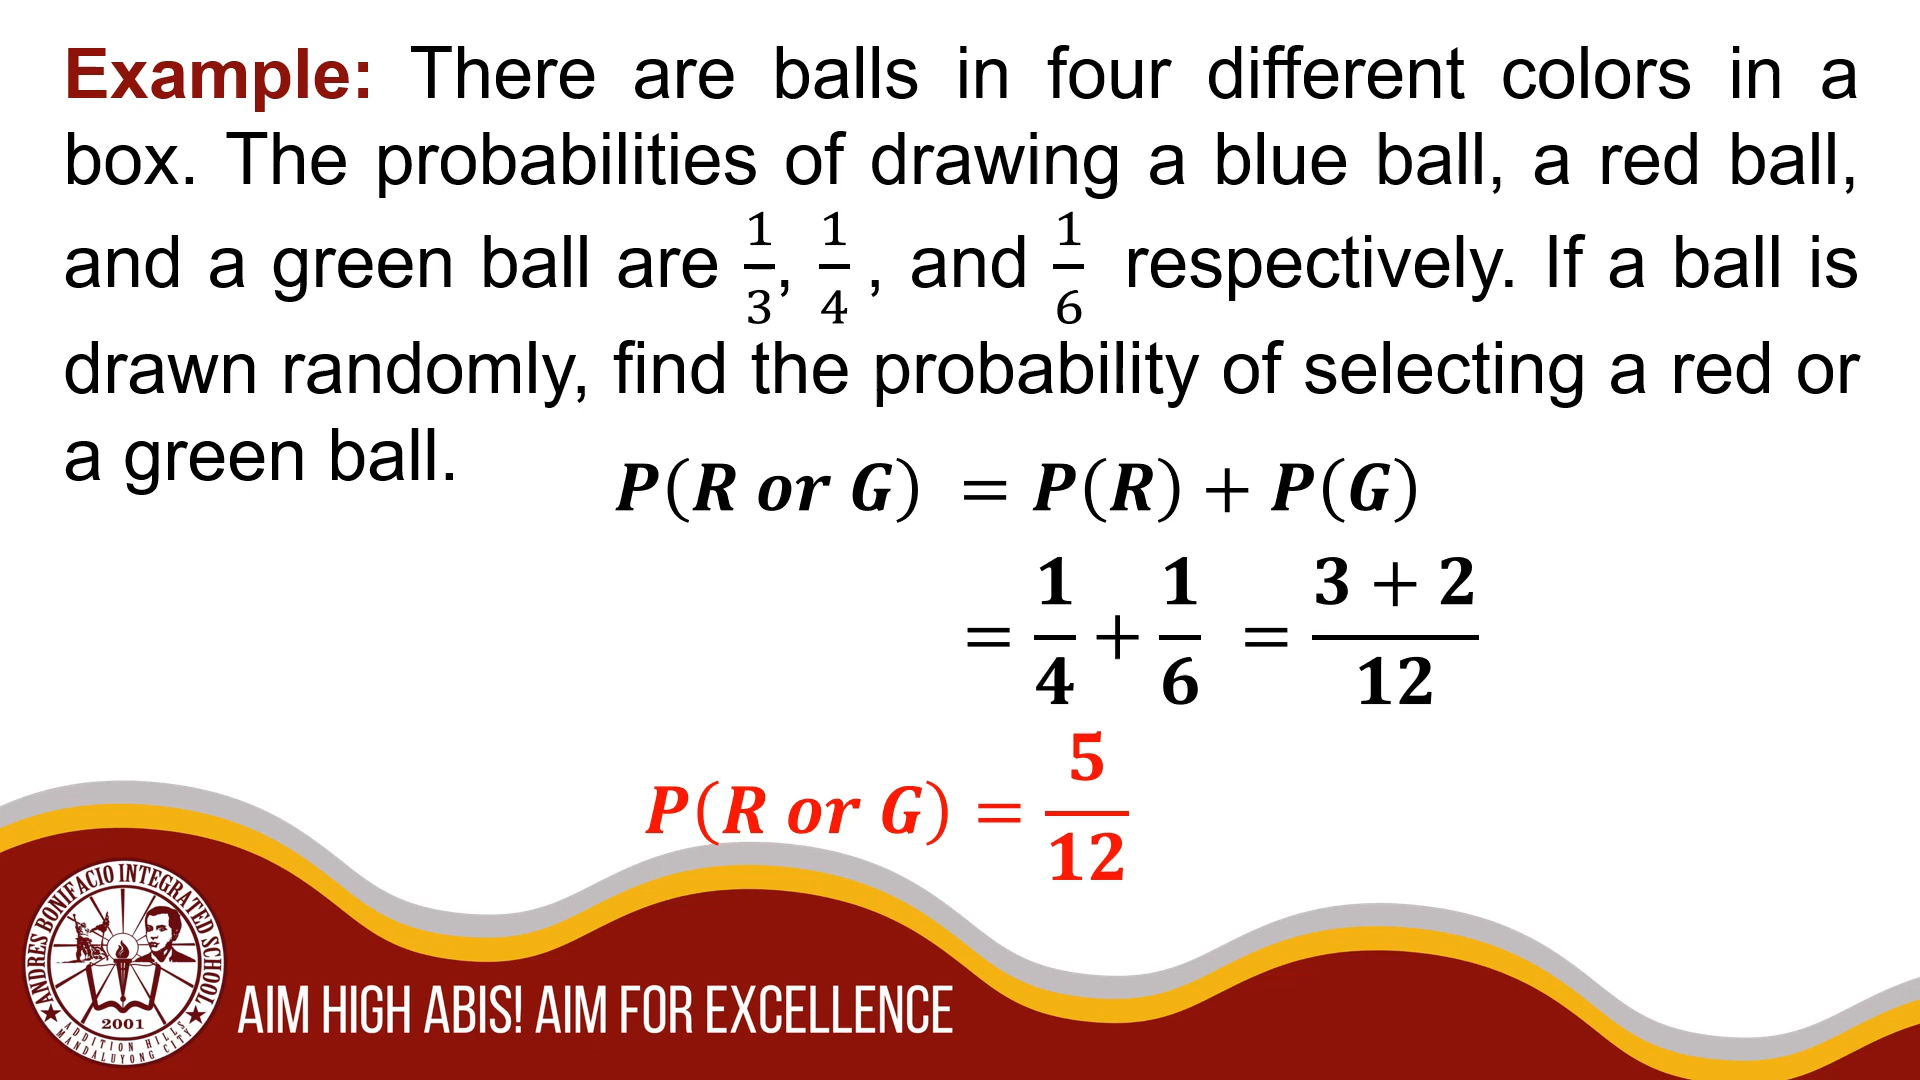 Example: There are balls in four different colors in a
box. The probabilities of drawing a blue ball, a red ball,
and a green ball are 1/3, 1/4 , and 1/6 respectively. If a ball is
drawn randomly, find the probability of selecting a red or
a green ball.
P(R or G) = P(R) + P(G)
= 1/4 + 1/6 = (3 + 2)/12
P(R or G) = 5/12
ANDRES BONIFACIO INTEGRATED SCHOOL
2001
ADDITION HILLS
MANDALUYONG CITY
AIM HIGH ABIS! AIM FOR EXCELLENCE